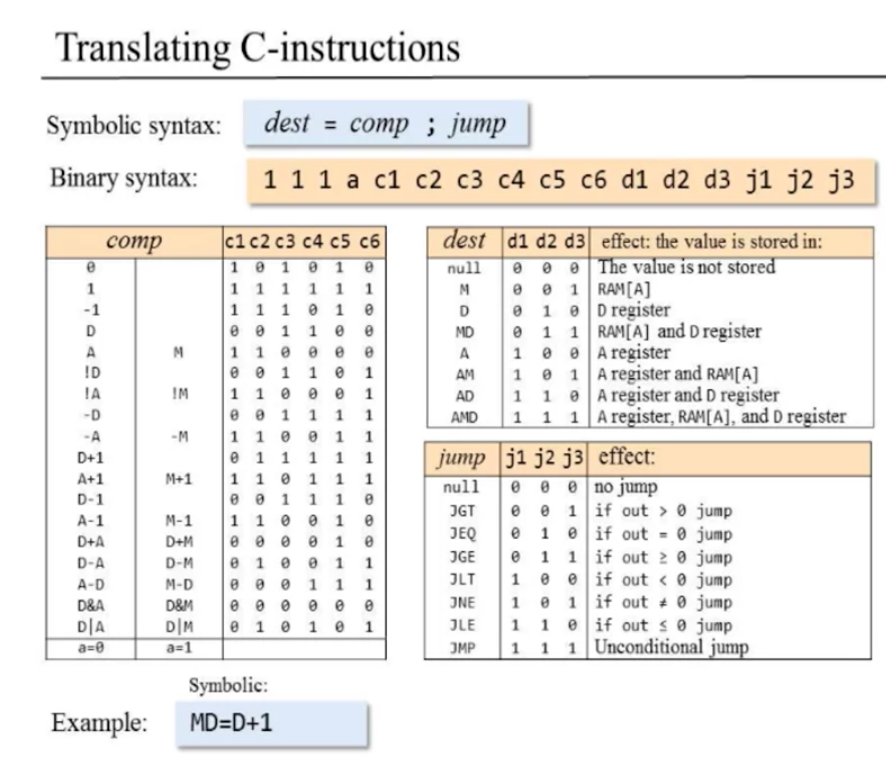 Translating C-instructions
Symbolic syntax: dest = comp ; jump
Binary syntax: 1 1 1 a c1 c2 c3 c4 c5 c6 d1 d2 d3 j1 j2 j3
comp c1 c2 c3 c4 c5 c6
0 1 0 1 0 1 0
1 1 1 1 1 1 1
-1 1 1 1 0 1 0
D 0 0 1 1 0 0
A M 1 1 0 0 0 0
!D 0 0 1 1 0 1
!A !M 1 1 0 0 0 1
-D 0 0 1 1 1 1
-A -M 1 1 0 0 1 1
D+1 0 1 1 1 1 1
A+1 M+1 1 1 0 1 1 1
D-1 0 0 1 1 1 0
A-1 M-1 1 1 0 0 1 0
D+A D+M 0 0 0 0 1 0
D-A D-M 0 1 0 0 1 1
A-D M-D 0 0 0 1 1 1
D&A D&M 0 0 0 0 0 0
D|A D|M 0 1 0 1 0 1
a=0 a=1
dest d1 d2 d3 effect: the value is stored in:
null 0 0 0 The value is not stored
M 0 0 1 RAM[A]
D 0 1 0 D register
MD 0 1 1 RAM[A] and D register
A 1 0 0 A register
AM 1 0 1 A register and RAM[A]
AD 1 1 0 A register and D register
AMD 1 1 1 A register, RAM[A], and D register
jump j1 j2 j3 effect:
null 0 0 0 no jump
JGT 0 0 1 if out > 0 jump
JEQ 0 1 0 if out = 0 jump
JGE 0 1 1 if out ≥ 0 jump
JLT 1 0 0 if out < 0 jump
JNE 1 0 1 if out ≠ 0 jump
JLE 1 1 0 if out ≤ 0 jump
JMP 1 1 1 Unconditional jump
Symbolic:
Example: MD=D+1